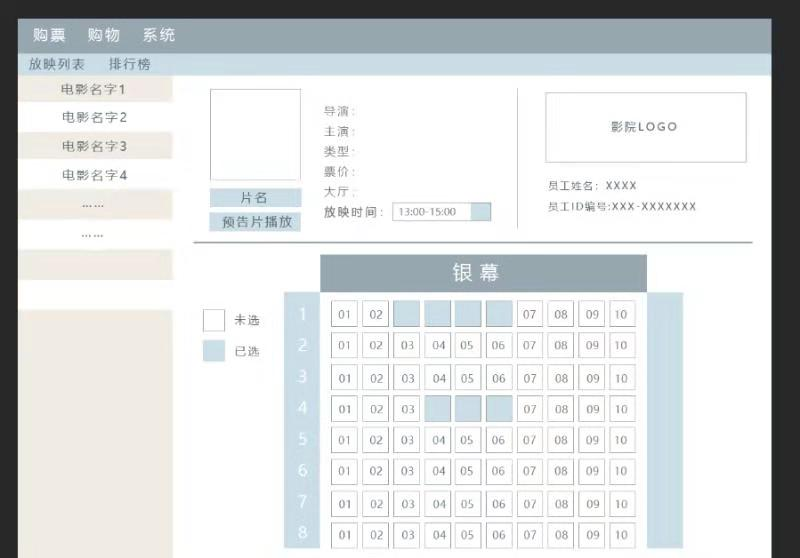 购票 购物 系统
放映列表 排行榜
电影名字1
电影名字2
电影名字3
电影名字4
……
……
片名
预告片播放
导演：
主演：
类型：
票价：
大厅：
放映时间： 13:00-15:00
影院LOGO
员工姓名：XXXX
员工ID编号:XXX-XXXXXXX
银幕
未选
已选
1 01 02 07 08 09 10
2 01 02 03 04 05 06 07 08 09 10
3 01 02 03 04 05 06 07 08 09 10
4 01 02 03 07 08 09 10
5 01 02 03 04 05 06 07 08 09 10
6 01 02 03 04 05 06 07 08 09 10
7 01 02 03 04 05 06 07 08 09 10
8 01 02 03 04 05 06 07 08 09 10